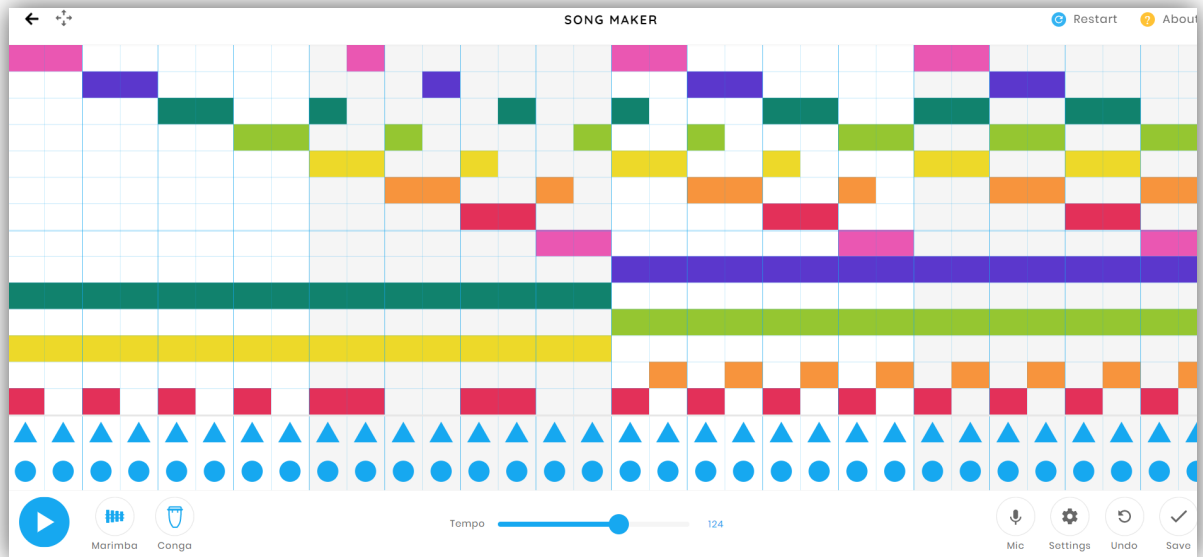 SONG MAKER
Restart
About
Tempo
124
Marimba
Conga
Mic
Settings
Undo
Save